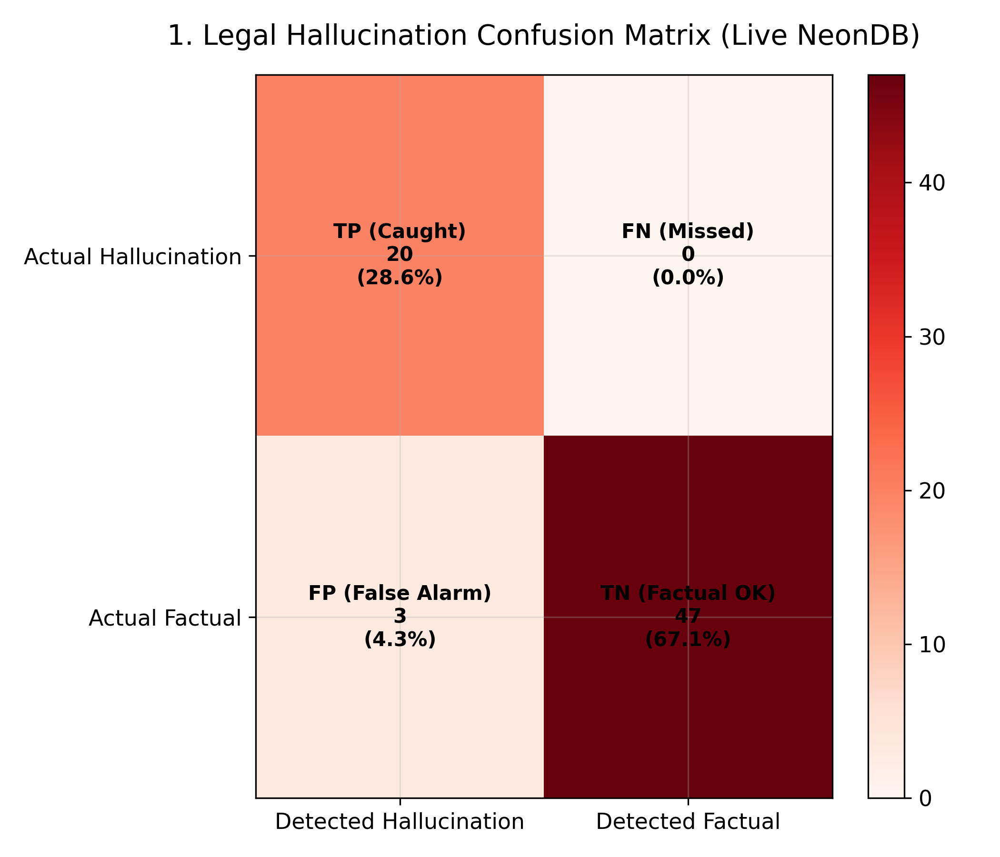 1. Legal Hallucination Confusion Matrix (Live NeonDB)
Actual Hallucination
TP (Caught)
20
(28.6%)
FN (Missed)
0
(0.0%)
Actual Factual
FP (False Alarm)
3
(4.3%)
TN (Factual OK)
47
(67.1%)
Detected Hallucination
Detected Factual
40
30
20
10
0